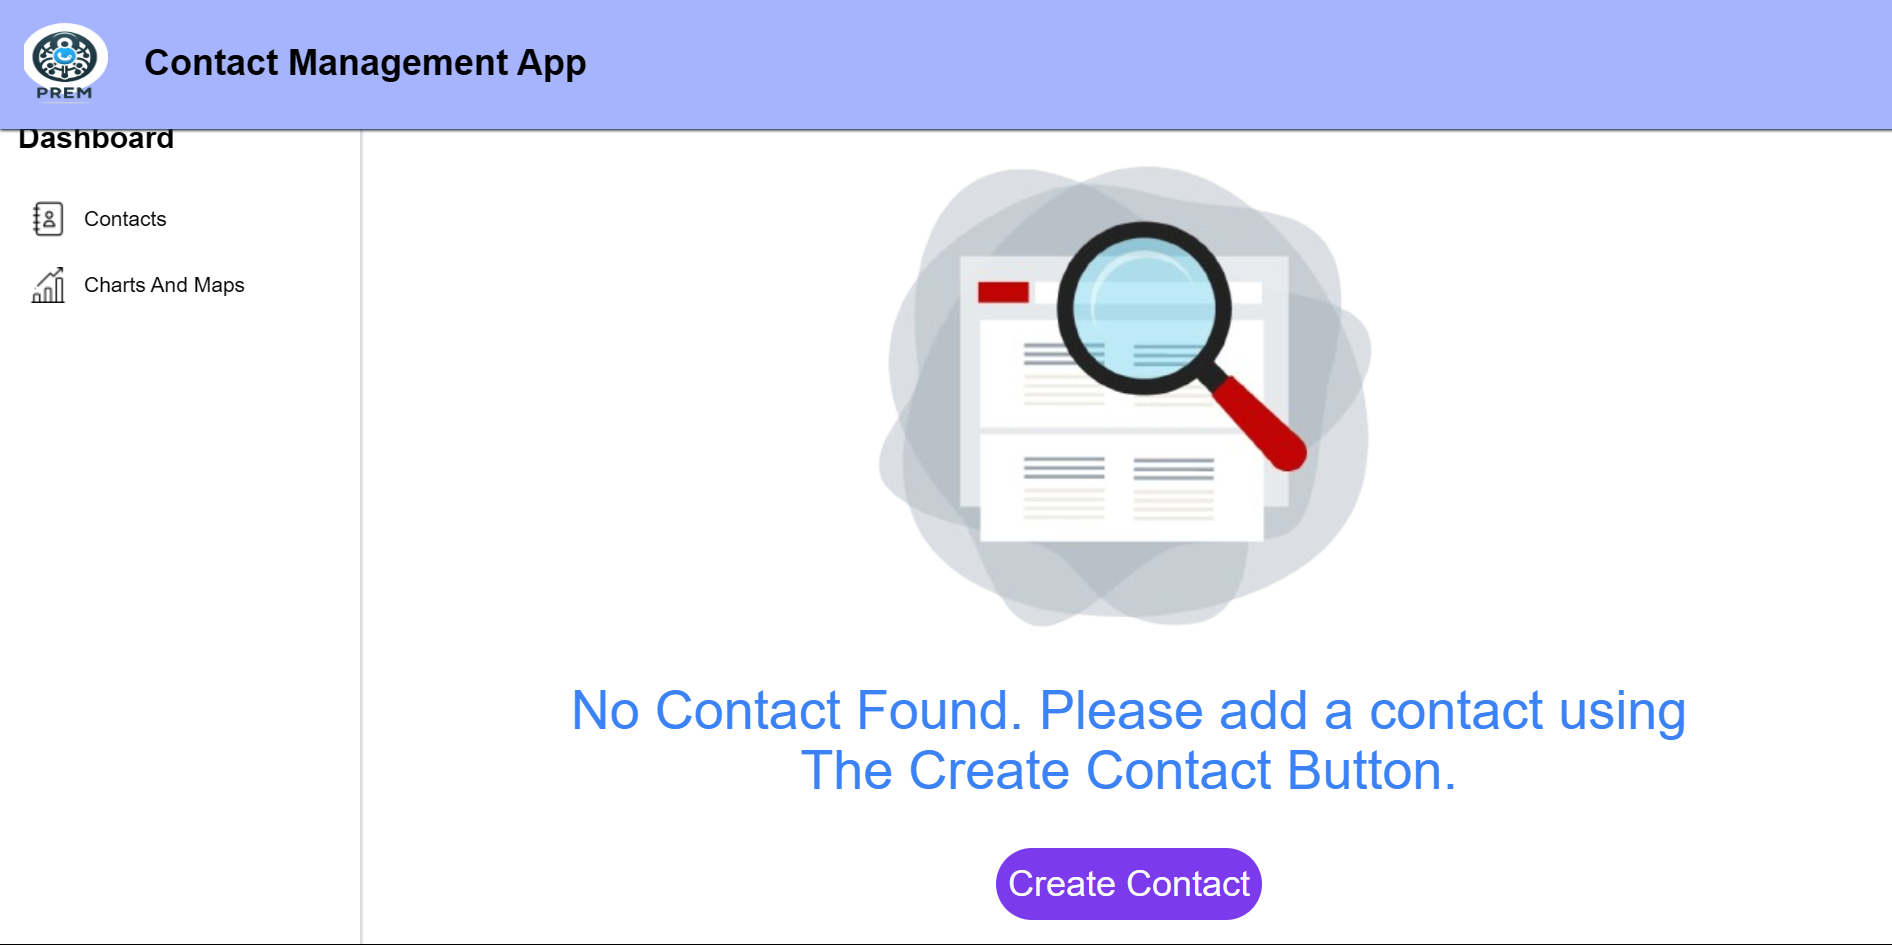 PREM
Contact Management App
Dashboard
Contacts
Charts And Maps
No Contact Found. Please add a contact using
The Create Contact Button.
Create Contact